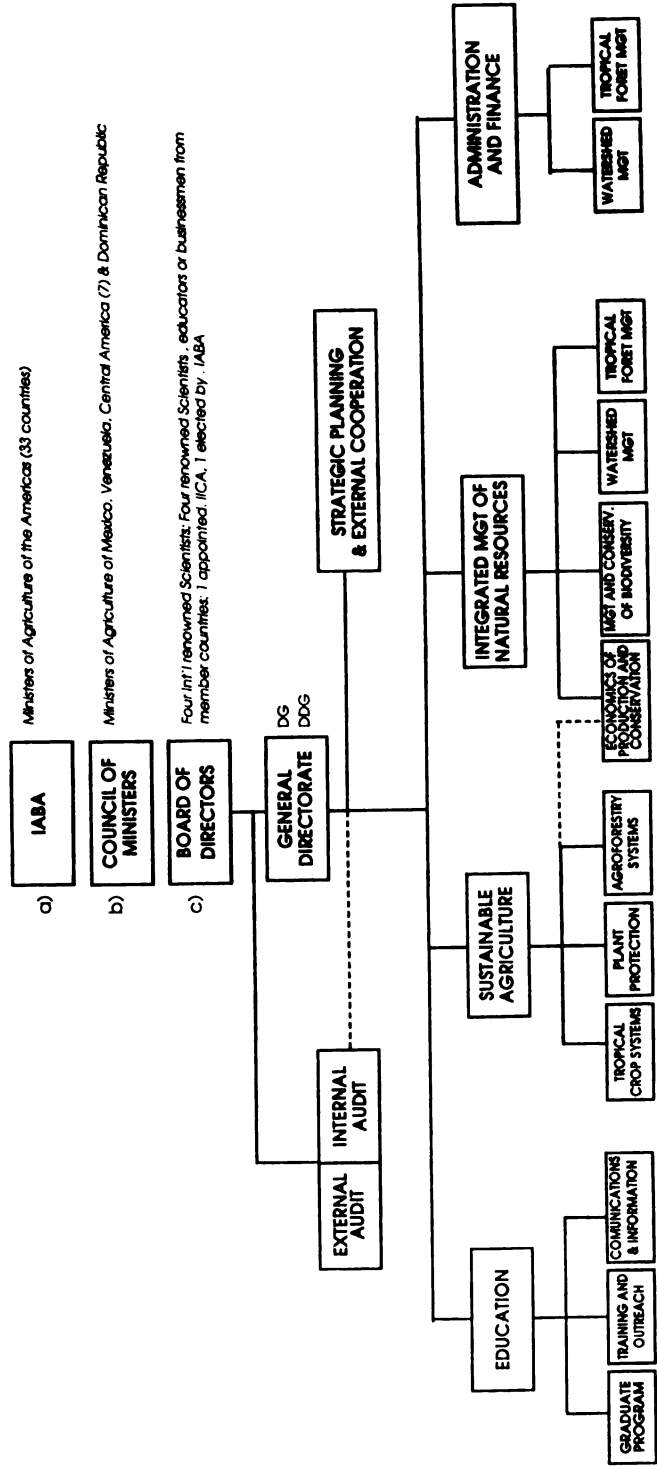 a)
IABA
Ministers of Agriculture of the Americas (33 countries)
b)
COUNCIL OF
MINISTERS
Ministers of Agriculture of Mexico, Venezuela, Central America (7) & Dominican Republic
c)
BOARD OF
DIRECTORS
Four Int'l renowned Scientists: Four renowned Scientists, educators or businessmen from
member countries: 1 appointed. IICA, 1 elected by . IABA
GENERAL
DIRECTORATE
DG
DDG
EXTERNAL
AUDIT
INTERNAL
AUDIT
STRATEGIC PLANNING
& EXTERNAL COOPERATION
EDUCATION
SUSTAINABLE
AGRICULTURE
INTEGRATED MGT OF
NATURAL RESOURCES
ADMINISTRATION
AND FINANCE
GRADUATE
PROGRAM
TRAINING AND
OUTREACH
COMUNICATIONS
& INFORMATION
TROPICAL
CROP SYSTEMS
PLANT
PROTECTION
AGROFORESTRY
SYSTEMS
ECONOMICS OF
PRODUCTION AND
CONSERVATION
MGT AND CONSERV.
OF BIODIVERSITY
WATERSHED
MGT
TROPICAL
FORET MGT
WATERSHED
MGT
TROPICAL
FORET MGT